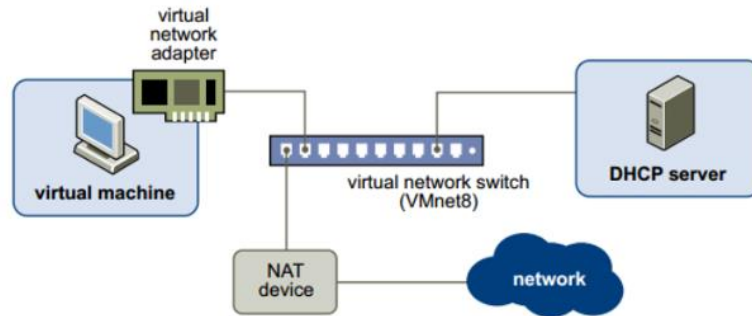 virtual
network
adapter
virtual machine
virtual network switch
(VMnet8)
DHCP server
NAT
device
network